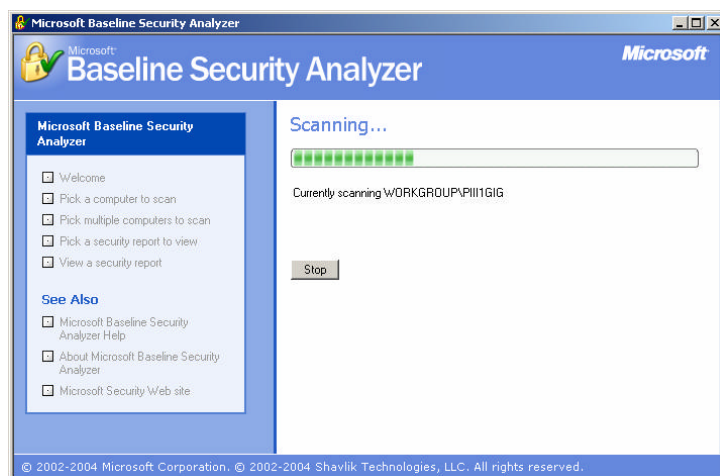 Microsoft Baseline Security Analyzer
Microsoft
Baseline Security Analyzer
Microsoft
Microsoft Baseline Security
Analyzer
Welcome
Pick a computer to scan
Pick multiple computers to scan
Pick a security report to view
View a security report
See Also
Microsoft Baseline Security
Analyzer Help
About Microsoft Baseline Security
Analyzer
Microsoft Security Web site
Scanning...
Currently scanning WORKGROUP\PIII1GIG
Stop
© 2002-2004 Microsoft Corporation. © 2002-2004 Shavlik Technologies, LLC. All rights reserved.